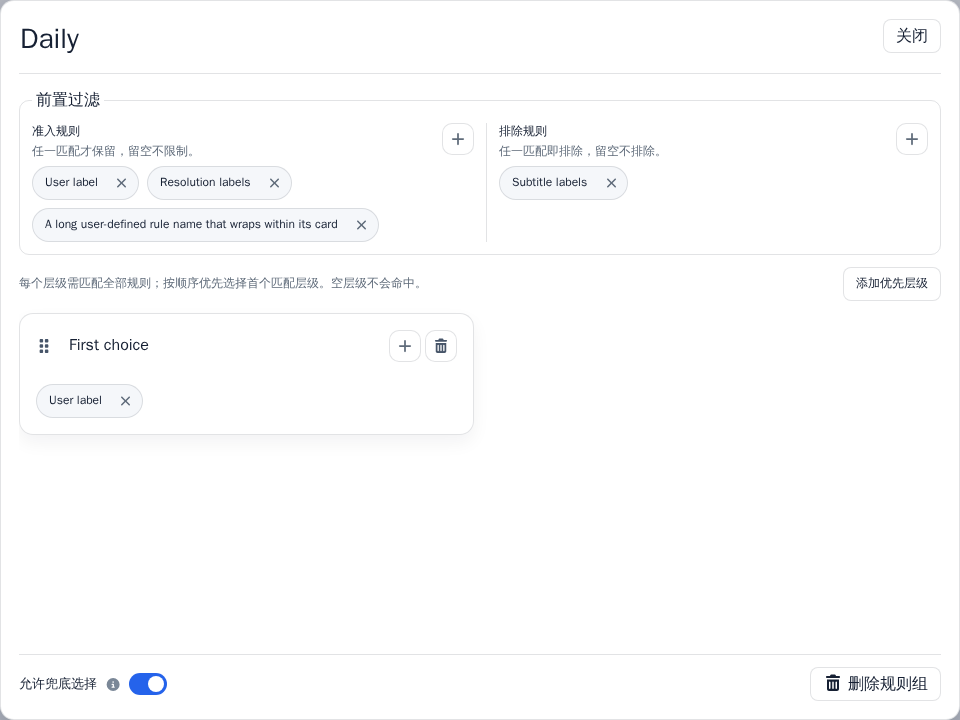 Daily
关闭
前置过滤
准入规则
任一匹配才保留，留空不限制。
User label
Resolution labels
A long user-defined rule name that wraps within its card
排除规则
任一匹配即排除，留空不排除。
Subtitle labels
每个层级需匹配全部规则；按顺序优先选择首个匹配层级。空层级不会命中。
添加优先层级
First choice
User label
允许兜底选择
删除规则组